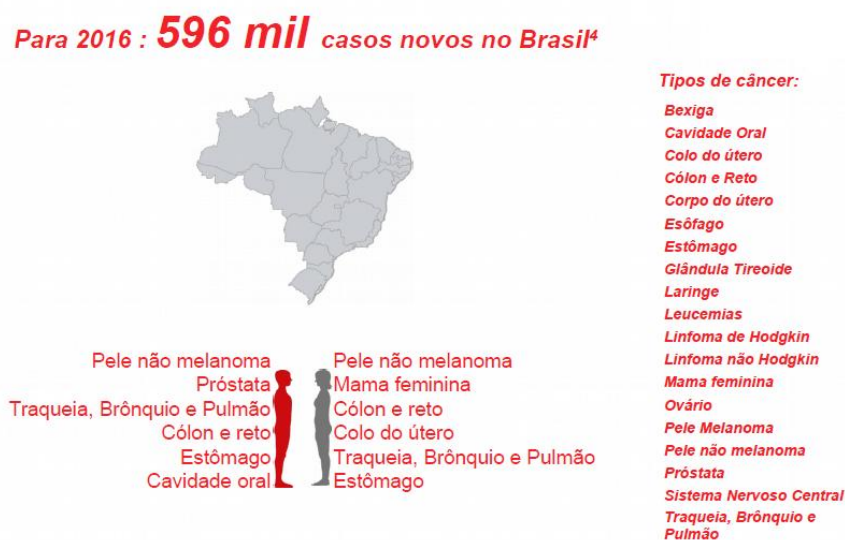 Para 2016 : 596 mil casos novos no Brasil⁴
Tipos de câncer:
Bexiga
Cavidade Oral
Colo do útero
Cólon e Reto
Corpo do útero
Esôfago
Estômago
Glândula Tireoide
Laringe
Leucemias
Linfoma de Hodgkin
Linfoma não Hodgkin
Mama feminina
Ovário
Pele Melanoma
Pele não melanoma
Próstata
Sistema Nervoso Central
Traqueia, Brônquio e
Pulmão
Pele não melanoma
Próstata
Traqueia, Brônquio e Pulmão
Cólon e reto
Estômago
Cavidade oral
Pele não melanoma
Mama feminina
Cólon e reto
Colo do útero
Traqueia, Brônquio e Pulmão
Estômago